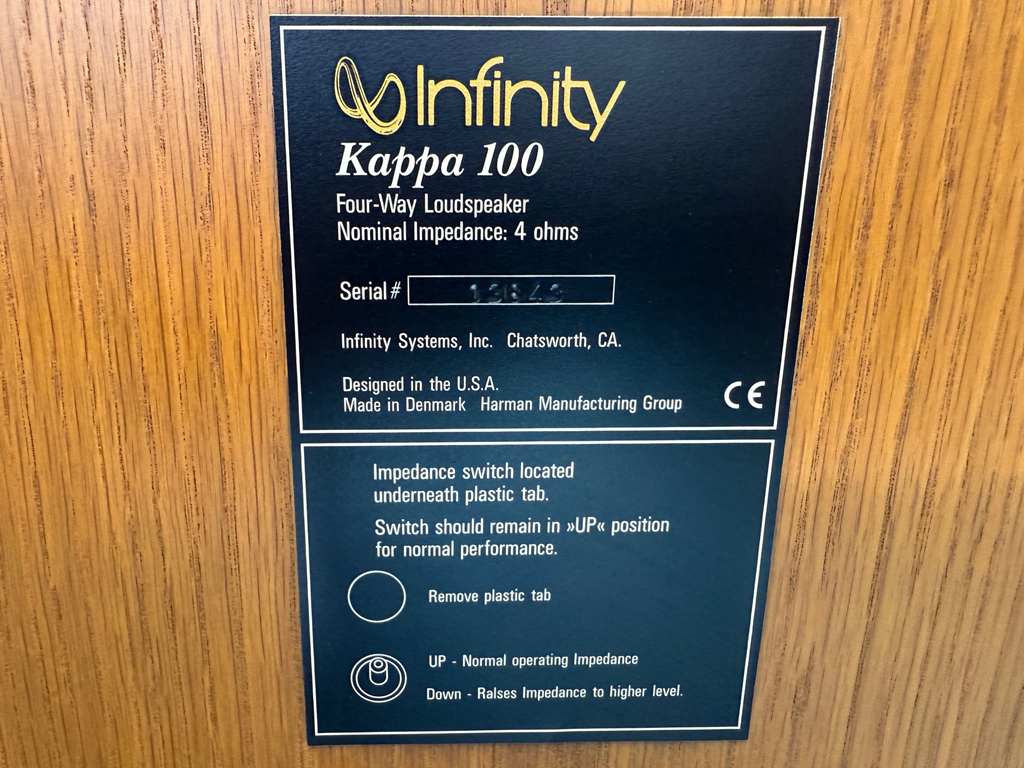 Infinity
Kappa 100
Four-Way Loudspeaker
Nominal Impedance: 4 ohms
Serial #
Infinity Systems, Inc. Chatsworth, CA.
Designed in the U.S.A.
Made in Denmark Harman Manufacturing Group
CE
Impedance switch located
underneath plastic tab.
Switch should remain in »UP« position
for normal performance.
Remove plastic tab
UP - Normal operating Impedance
Down - Raises Impedance to higher level.